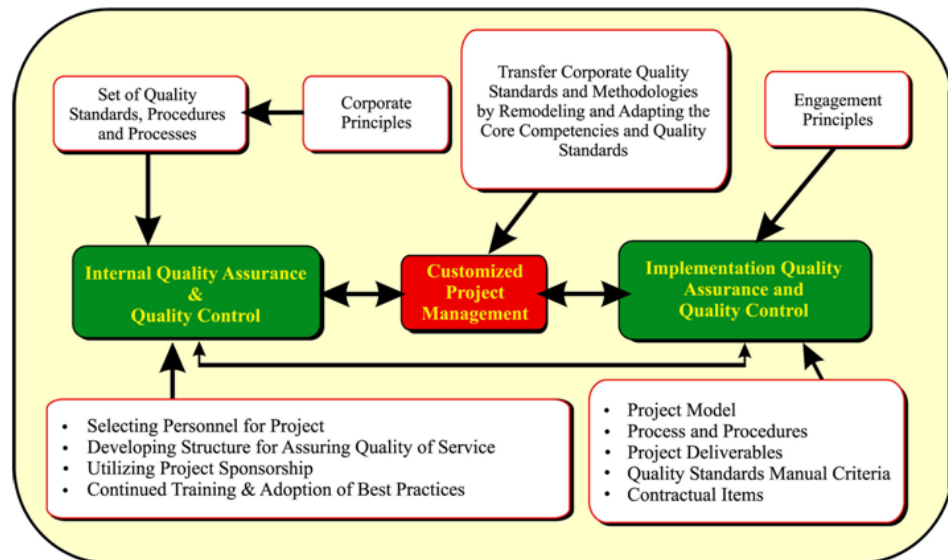 Set of Quality
Standards, Procedures
and Processes
Corporate
Principles
Transfer Corporate Quality
Standards and Methodologies
by Remodeling and Adapting the
Core Competencies and Quality
Standards
Engagement
Principles
Internal Quality Assurance
&
Quality Control
Customized
Project
Management
Implementation Quality
Assurance and
Quality Control
• Selecting Personnel for Project
• Developing Structure for Assuring Quality of Service
• Utilizing Project Sponsorship
• Continued Training & Adoption of Best Practices
• Project Model
• Process and Procedures
• Project Deliverables
• Quality Standards Manual Criteria
• Contractual Items